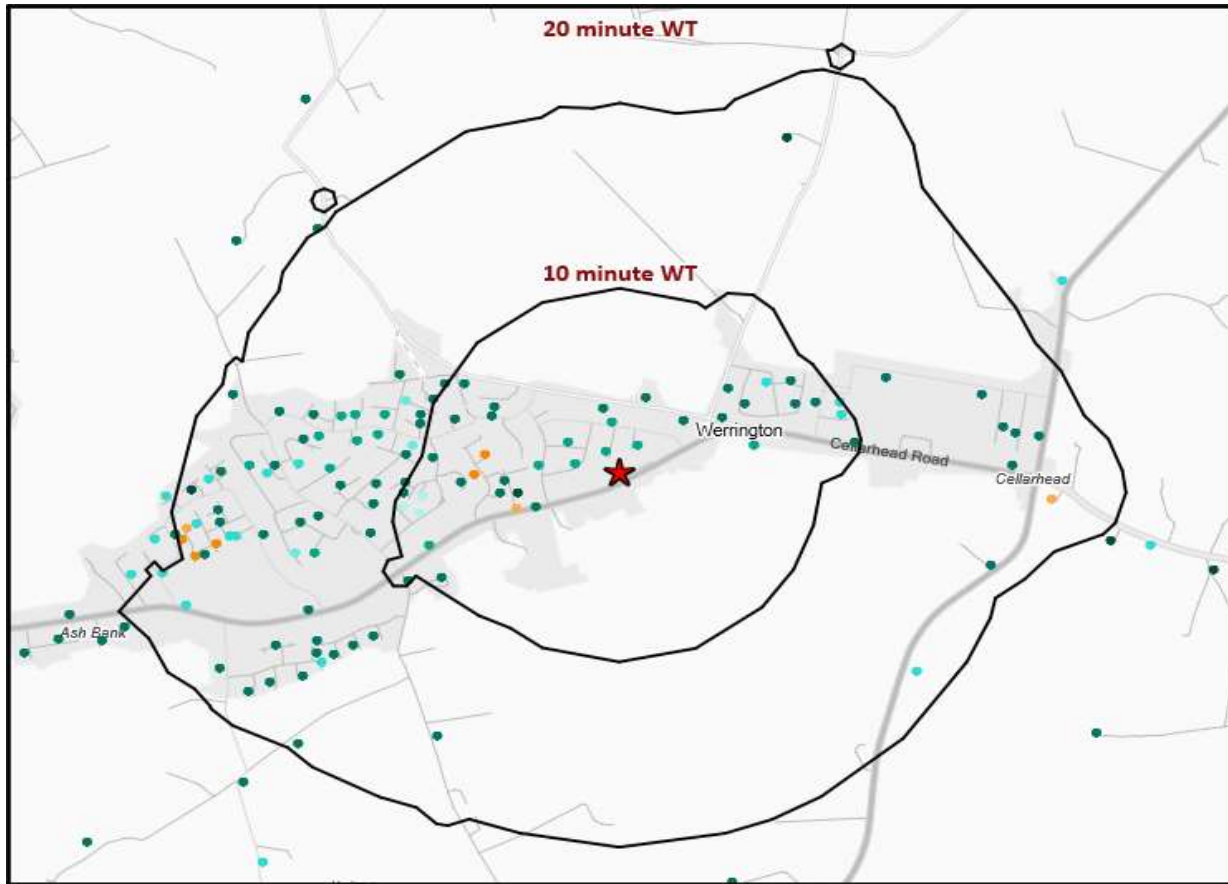 20 minute WT
10 minute WT
Werrington
Cellarhead Road
Cellarhead
Ash Bank